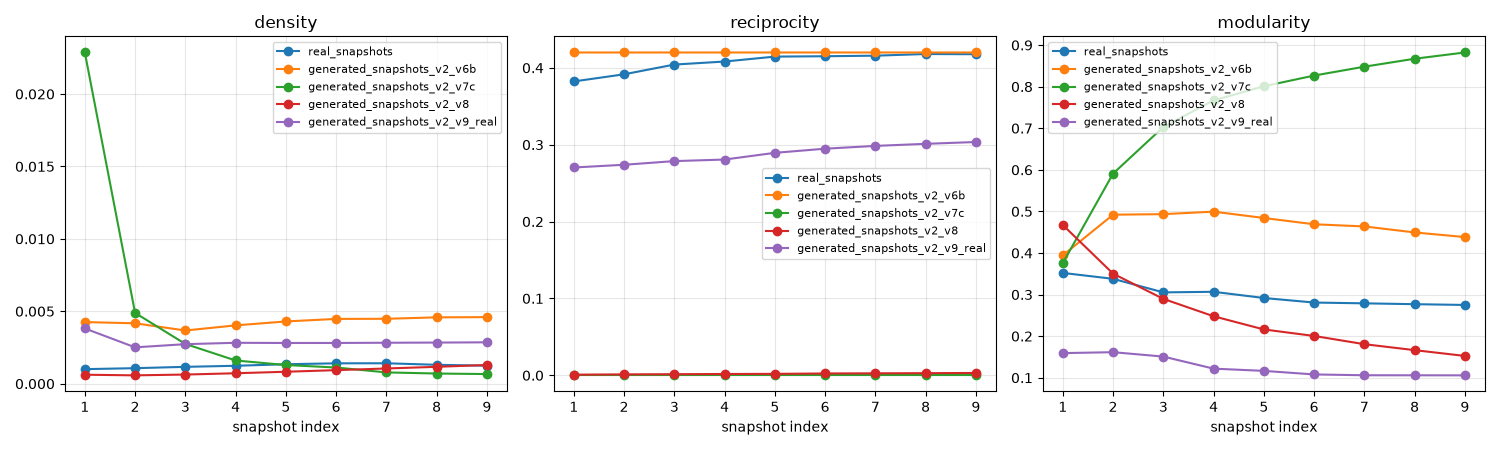 density
0.020
0.015
0.010
0.005
0.000
1 2 3 4 5 6 7 8 9
snapshot index
real_snapshots
generated_snapshots_v2_v6b
generated_snapshots_v2_v7c
generated_snapshots_v2_v8
generated_snapshots_v2_v9_real
reciprocity
0.4
0.3
0.2
0.1
0.0
1 2 3 4 5 6 7 8 9
snapshot index
real_snapshots
generated_snapshots_v2_v6b
generated_snapshots_v2_v7c
generated_snapshots_v2_v8
generated_snapshots_v2_v9_real
modularity
0.9
0.8
0.7
0.6
0.5
0.4
0.3
0.2
0.1
1 2 3 4 5 6 7 8 9
snapshot index
real_snapshots
generated_snapshots_v2_v6b
generated_snapshots_v2_v7c
generated_snapshots_v2_v8
generated_snapshots_v2_v9_real